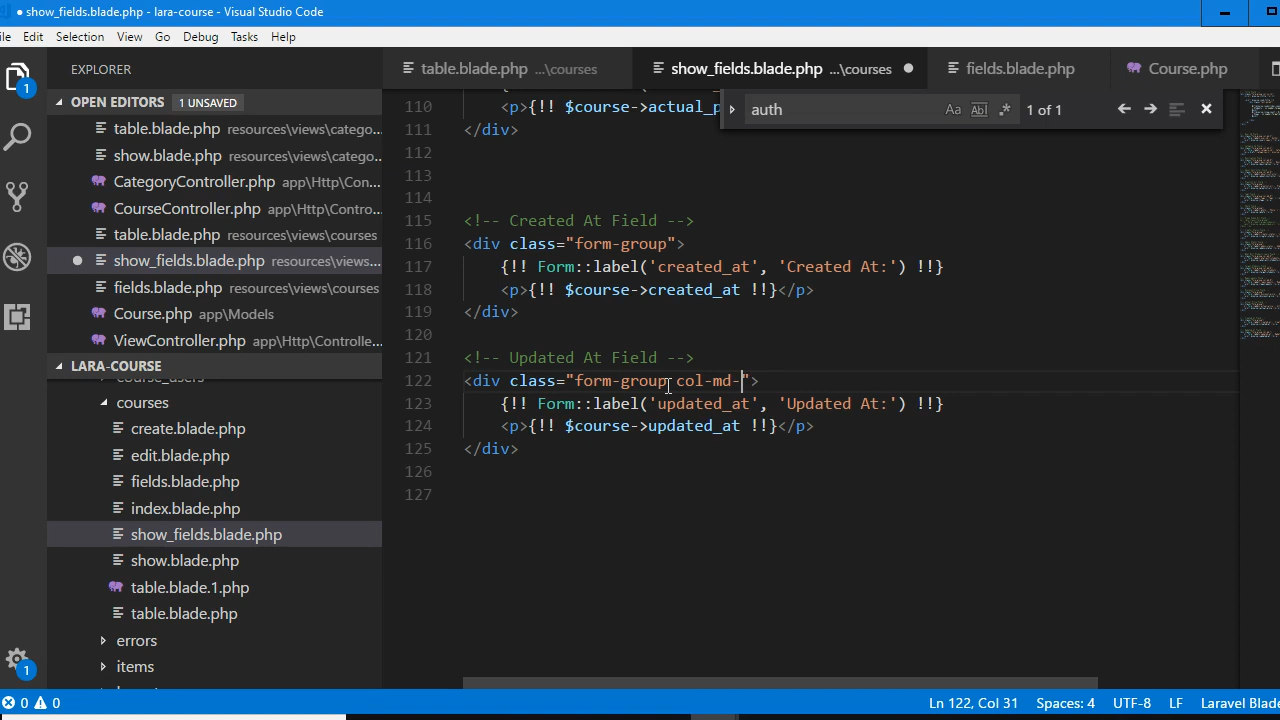 show_fields.blade.php - lara-course - Visual Studio Code
ile Edit Selection View Go Debug Tasks Help
EXPLORER
table.blade.php ...\courses
show_fields.blade.php ...\courses
fields.blade.php
Course.php
OPEN EDITORS 1 UNSAVED
auth
Aa Ab| .* 1 of 1
table.blade.php resources\views\catego...
show.blade.php resources\views\catego...
CategoryController.php app\Http\Con...
CourseController.php app\Http\Contro...
table.blade.php resources\views\courses
show_fields.blade.php resources\views...
fields.blade.php resources\views\courses
Course.php app\Models
ViewController.php app\Http\Controlle...
LARA-COURSE
course_users
courses
create.blade.php
edit.blade.php
fields.blade.php
index.blade.php
show_fields.blade.php
show.blade.php
table.blade.1.php
table.blade.php
errors
items
1
1
110 <p>{!! $course->actual_p
111 </div>
112
113
114
115 <!-- Created At Field -->
116 <div class="form-group">
117 {!! Form::label('created_at', 'Created At:') !!}
118 <p>{!! $course->created_at !!}</p>
119 </div>
120
121 <!-- Updated At Field -->
122 <div class="form-group col-md-">
123 {!! Form::label('updated_at', 'Updated At:') !!}
124 <p>{!! $course->updated_at !!}</p>
125 </div>
126
127
0 0 Ln 122, Col 31 Spaces: 4 UTF-8 LF Laravel Blade